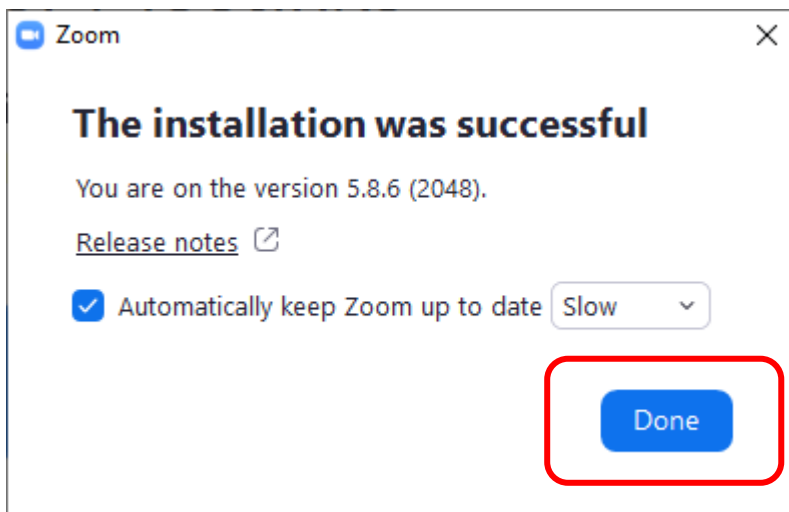 Zoom
The installation was successful
You are on the version 5.8.6 (2048).
Release notes
Automatically keep Zoom up to date Slow
Done